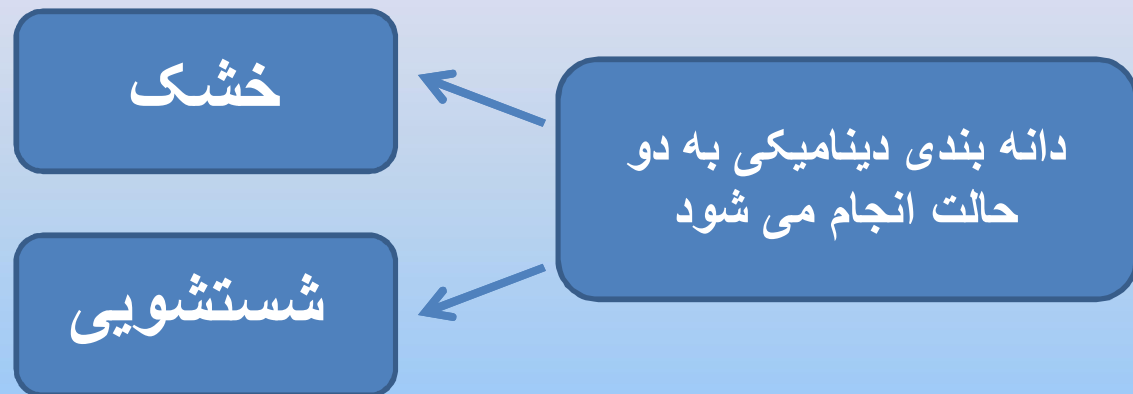 دانه بندی دینامیکی به دو
حالت انجام می شود
خشک
شستشویی